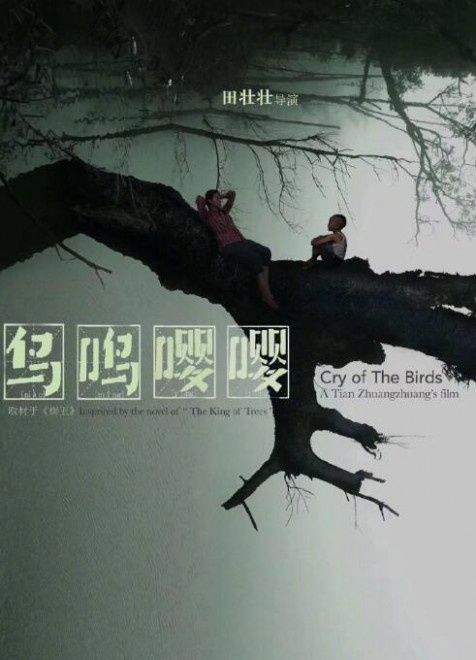 田壮壮导演
鸟鸣嘤嘤
Cry of The Birds
A Tian Zhuangzhuang's film
取材于《树王》 Inspried by the novel of " The King of Trees "